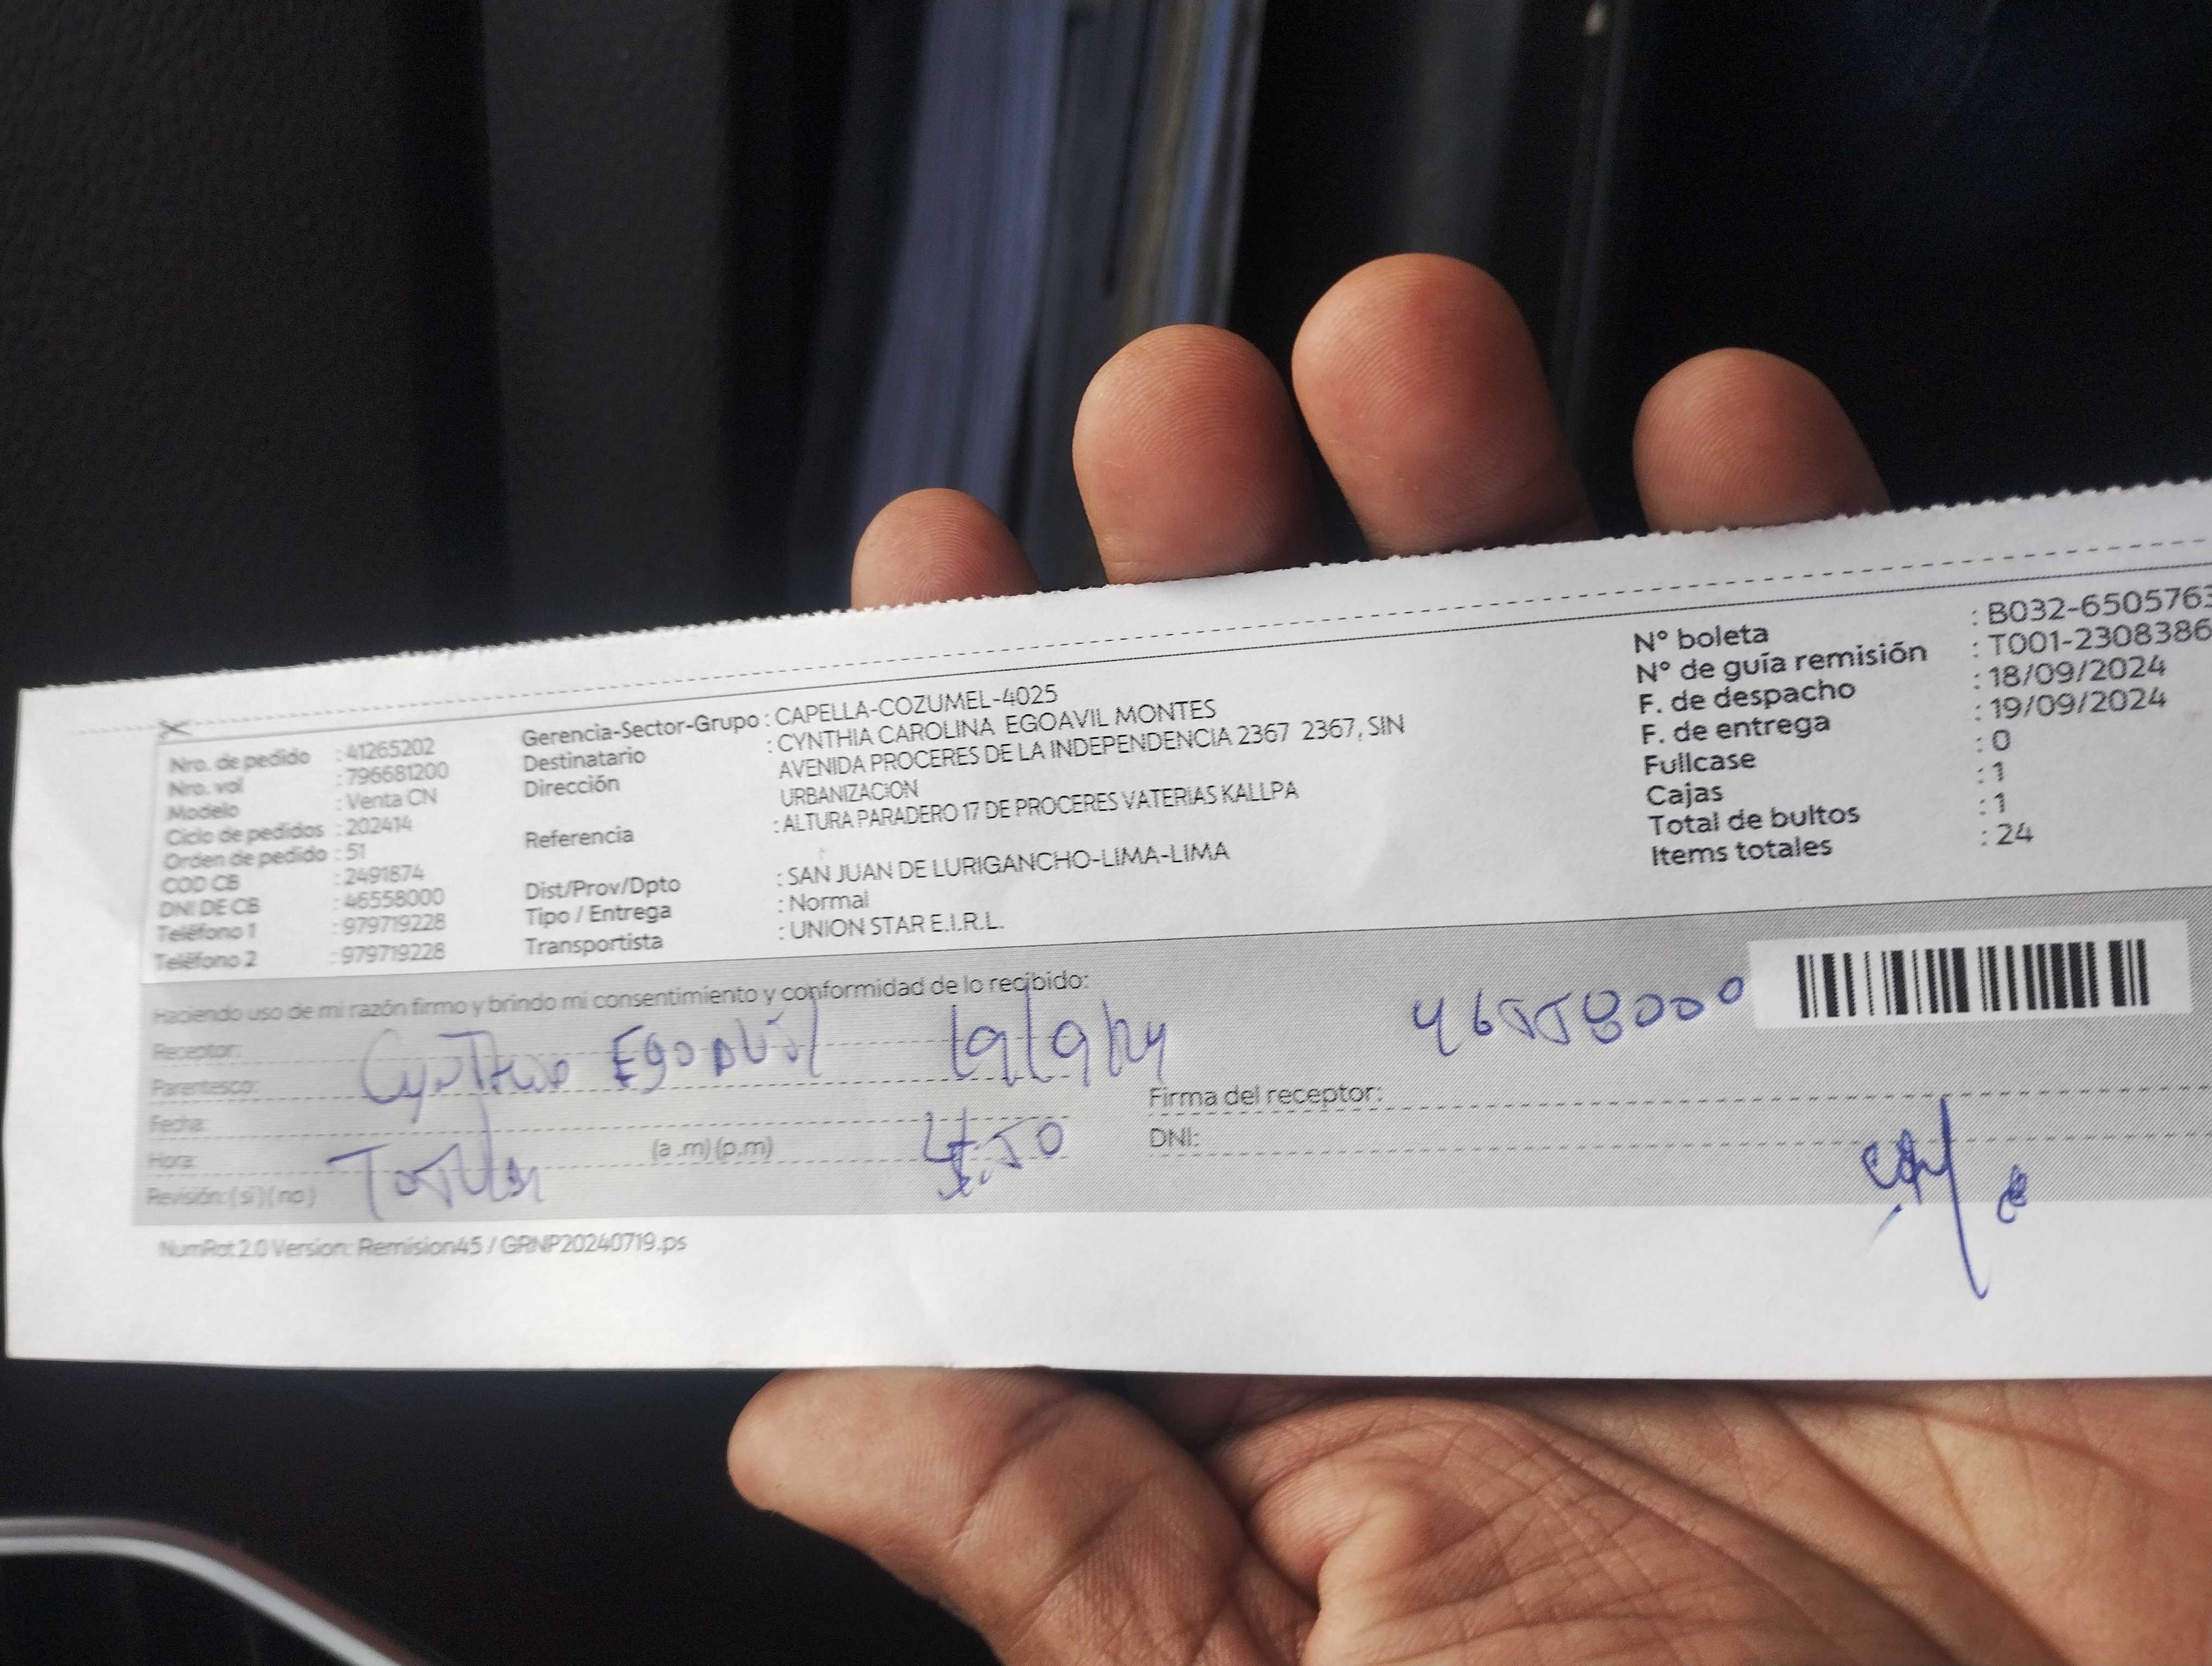 Nro. de pedido : 41265202
Nro. vol : 796681200
Modelo : Venta CN
Ciclo de pedidos : 202414
Orden de pedido : 51
COD CB : 2491874
DNI DE CB : 46558000
Teléfono 1 : 979719228
Teléfono 2 : 979719228
Gerencia-Sector-Grupo : CAPELLA-COZUMEL-4025
Destinatario : CYNTHIA CAROLINA EGOAVIL MONTES
Dirección AVENIDA PROCERES DE LA INDEPENDENCIA 2367 2367, SIN
URBANIZACION
Referencia : ALTURA PARADERO 17 DE PROCERES VATERIAS KALLPA
Dist/Prov/Dpto : SAN JUAN DE LURIGANCHO-LIMA-LIMA
Tipo / Entrega : Normal
Transportista : UNION STAR E.I.R.L.
N° boleta : B032-6505763
N° de guía remisión : T001-2308386
F. de despacho : 18/09/2024
F. de entrega : 19/09/2024
Fullcase : 0
Cajas : 1
Total de bultos : 1
Items totales : 24
Haciendo uso de mi razón firmo y brindo mi consentimiento y conformidad de lo recibido:
Receptor:
Parentesco: Cynthia Egoavil 19/9/24 46558000
Fecha: Firma del receptor:
Hora: (a .m) (p.m) 4:50 DNI:
Revisión: ( si ) ( no )
NumRot 2.0 Version: Remision45 / GRNP20240719.ps